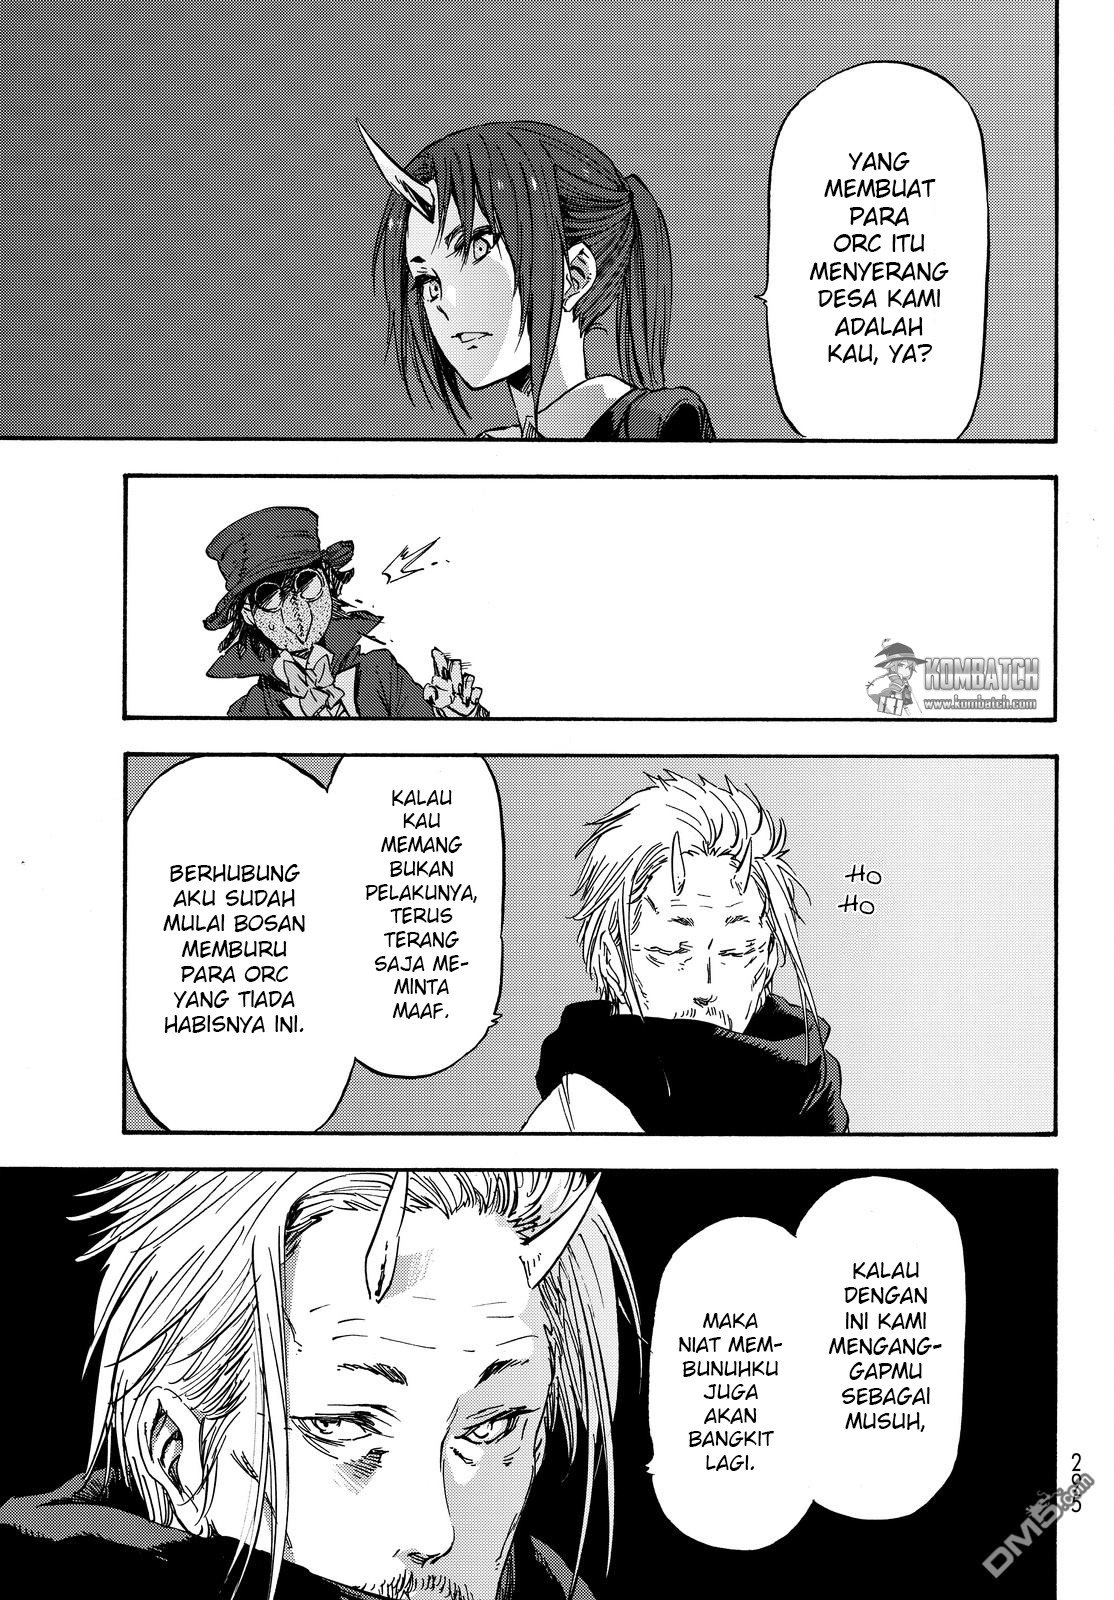 YANG
MEMBUAT
PARA
ORC ITU
MENYERANG
DESA KAMI
ADALAH
KAU, YA?
KOMBATCH
www.kombatch.com
KALAU
KAU
MEMANG
BUKAN
PELAKUNYA,
TERUS
TERANG
SAJA ME-
MINTA
MAAF.
BERHUBUNG
AKU SUDAH
MULAI BOSAN
MEMBURU
PARA ORC
YANG TIADA
HABISNYA INI.
HO
HO
KALAU
DENGAN
INI KAMI
MENGANG-
GAPMU
SEBAGAI
MUSUH,
MAKA
NIAT MEM-
BUNUHKU
JUGA
AKAN
BANGKIT
LAGI.
DM5.com